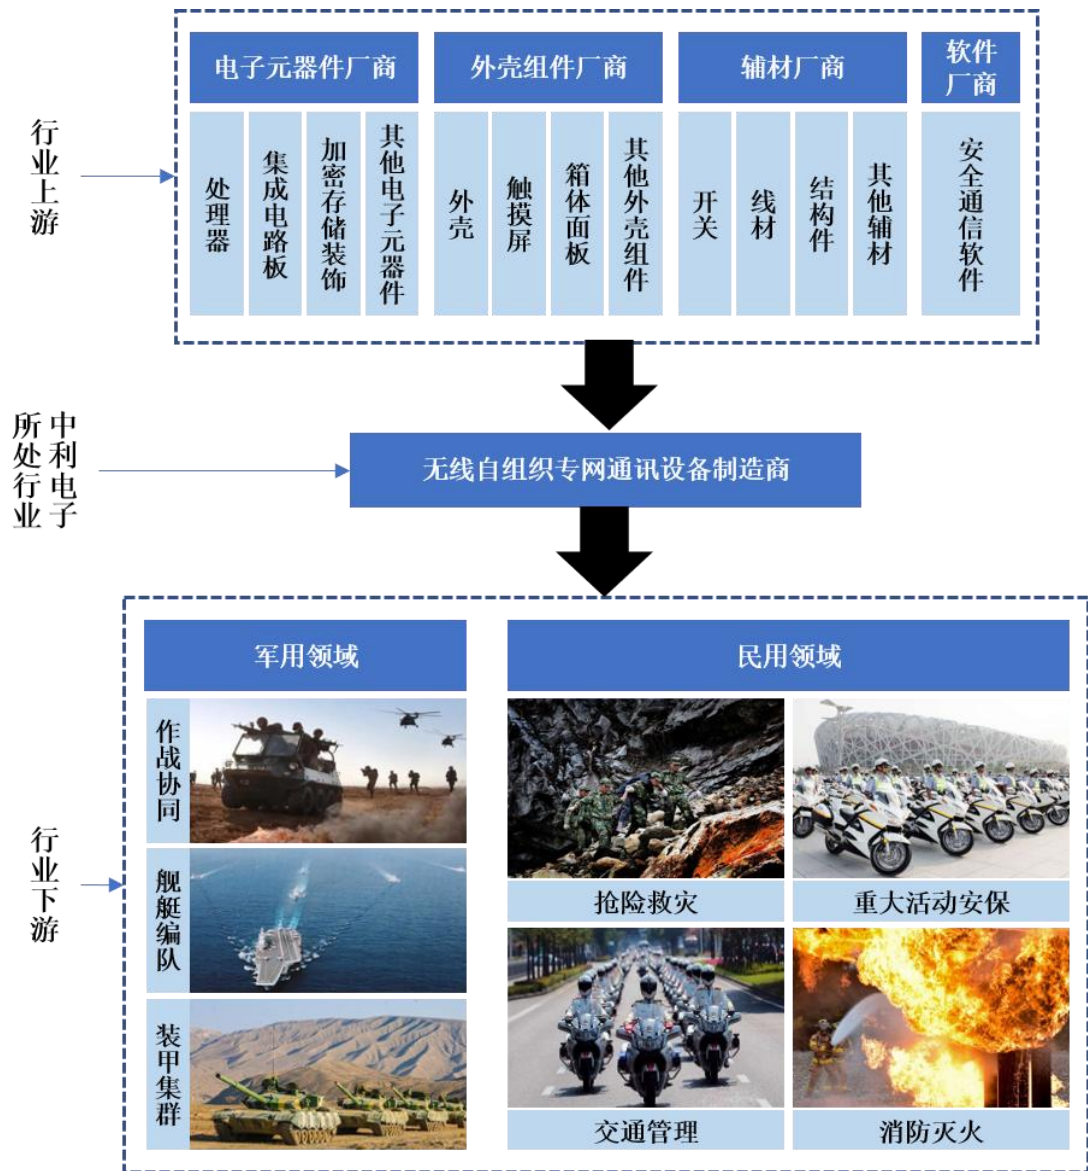 行业上游
电子元器件厂商
处理器
集成电路板
加密存储装饰
其他电子元器件
外壳组件厂商
外壳
触摸屏
箱体面板
其他外壳组件
辅材厂商
开关
线材
结构件
其他辅材
软件
厂商
安全通信软件
中利电子
所处行业
无线自组织专网通讯设备制造商
行业下游
军用领域
作战协同
舰艇编队
装甲集群
民用领域
抢险救灾
重大活动安保
交通管理
消防灭火